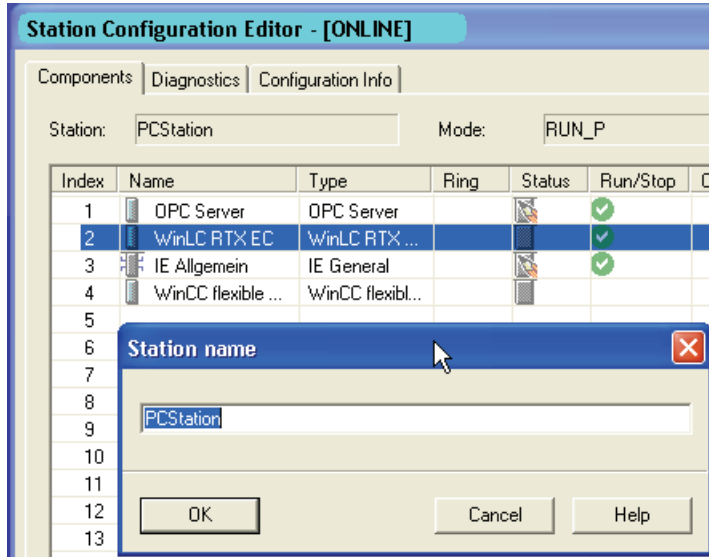 Station Configuration Editor - [ONLINE]
Components Diagnostics Configuration Info
Station: PCStation Mode: RUN_P
Index Name Type Ring Status Run/Stop
1 OPC Server OPC Server
2 WinLC RTX EC WinLC RTX ...
3 IE Allgemein IE General
4 WinCC flexible ... WinCC flexibl...
5
6
Station name
7
8
PCStation
9
10
11
12
OK Cancel Help
13